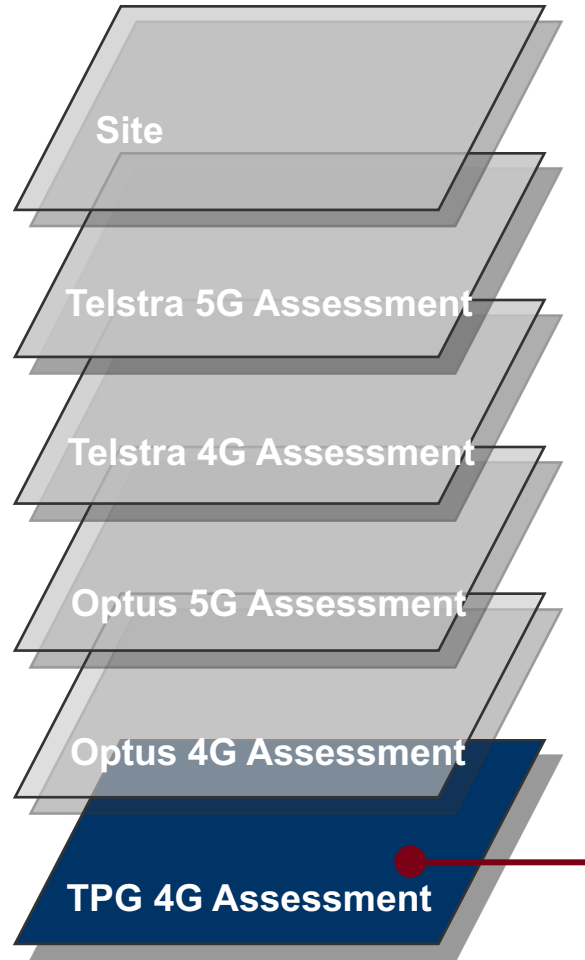 Site
Telstra 5G Assessment
Telstra 4G Assessment
Optus 5G Assessment
Optus 4G Assessment
TPG 4G Assessment